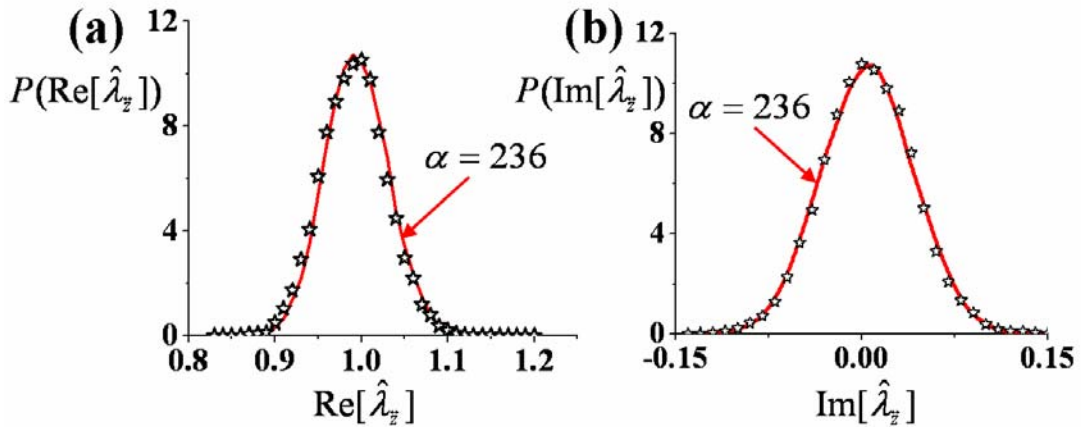 (a)
P(Re[λ̂_z̈])
12
8
4
0
α = 236
0.8 0.9 1.0 1.1 1.2
Re[λ̂_z̈]
(b)
P(Im[λ̂_z̈])
12
8
4
0
α = 236
-0.15 0.00 0.15
Im[λ̂_z̈]